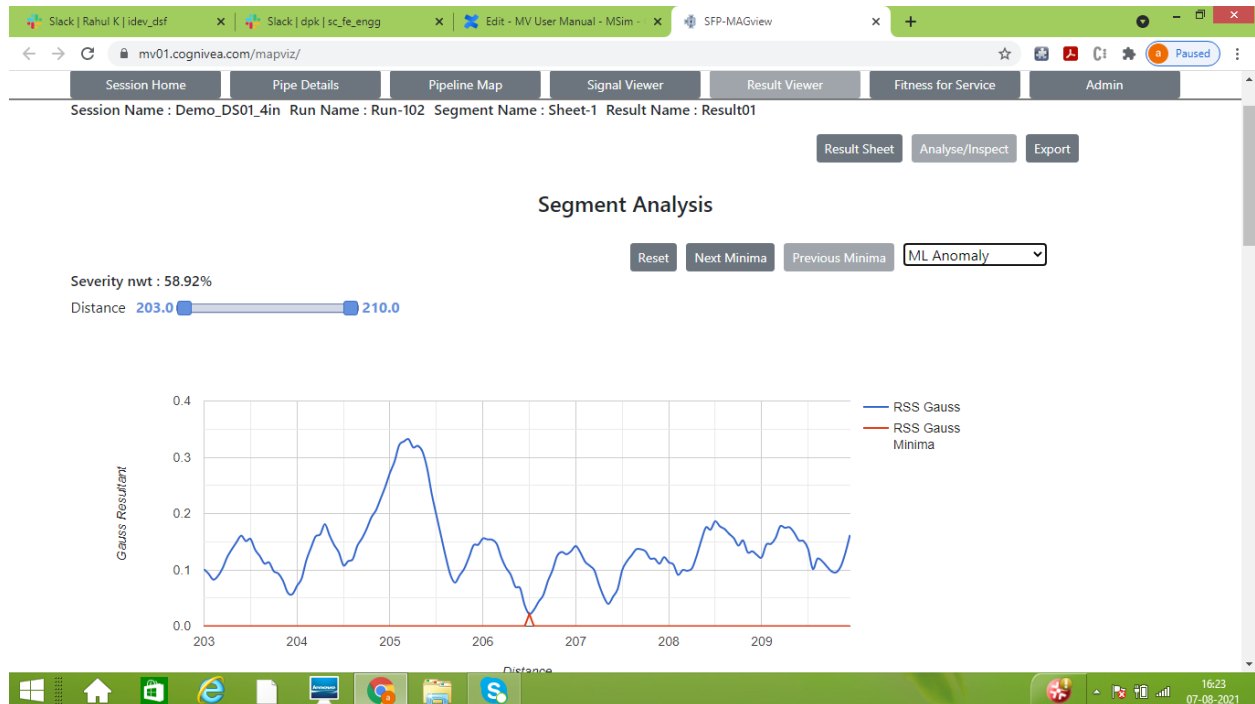 Slack | Rahul K | idev_dsf
Slack | dpk | sc_fe_engg
Edit - MV User Manual - MSim -
SFP-MAGview
mv01.cognivea.com/mapviz/
a Paused
Session Home Pipe Details Pipeline Map Signal Viewer Result Viewer Fitness for Service Admin
Session Name : Demo_DS01_4in Run Name : Run-102 Segment Name : Sheet-1 Result Name : Result01
Result Sheet Analyse/Inspect Export
Segment Analysis
Reset Next Minima Previous Minima ML Anomaly
Severity nwt : 58.92%
Distance 203.0 210.0
0.4
0.3
0.2
0.1
0.0
Gauss Resultant
203 204 205 206 207 208 209
Distance
RSS Gauss
RSS Gauss
Minima
lenovo
16:23
07-08-2021